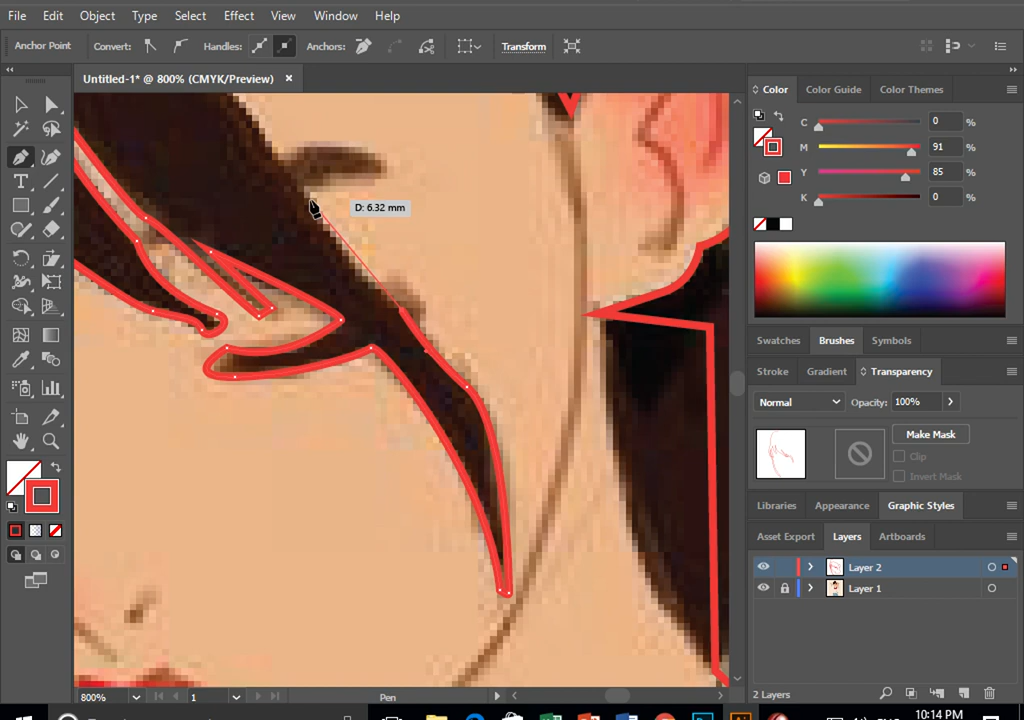 File Edit Object Type Select Effect View Window Help
Anchor Point Convert: Handles: Anchors: Transform
Untitled-1* @ 800% (CMYK/Preview) ×
D: 6.32 mm
Color Color Guide Color Themes
C 0 %
M 91 %
Y 85 %
K 0 %
Swatches Brushes Symbols
Stroke Gradient Transparency
Normal Opacity: 100%
Make Mask
Clip
Invert Mask
Libraries Appearance Graphic Styles
Asset Export Layers Artboards
Layer 2
Layer 1
2 Layers
800% 1 Pen
10:14 PM